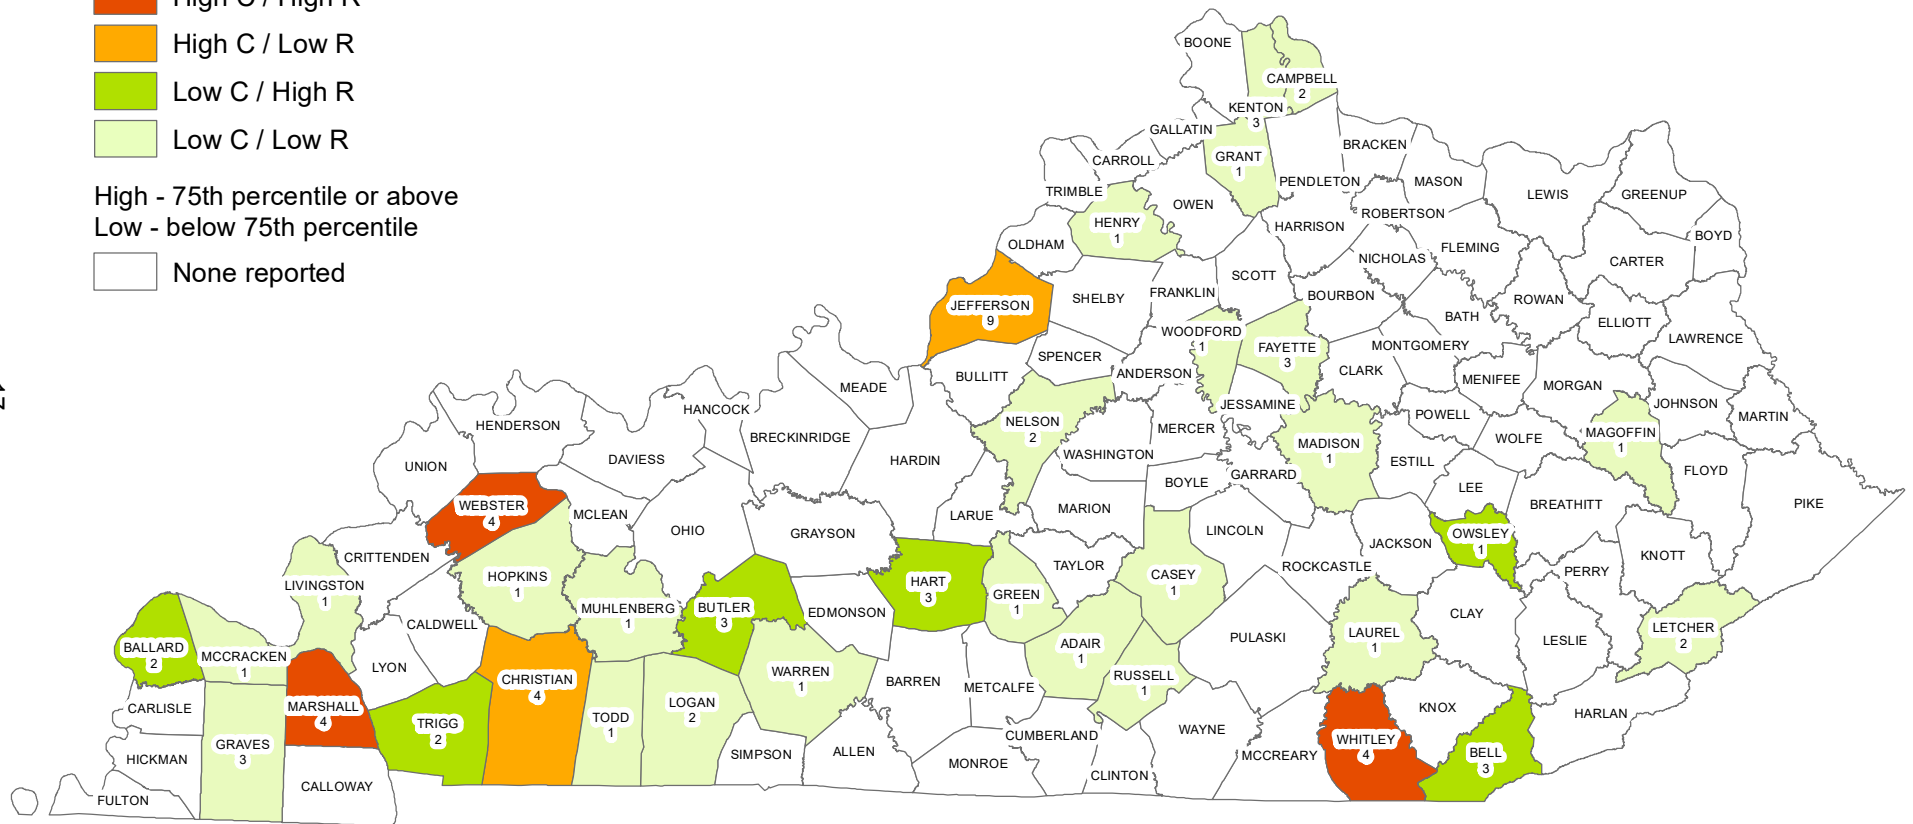 High C / High R
High C / Low R
Low C / High R
Low C / Low R
High - 75th percentile or above
Low - below 75th percentile
None reported
BOONE
CAMPBELL
2
KENTON
3
GALLATIN
CARROLL
GRANT
1
BRACKEN
TRIMBLE
PENDLETON
MASON
LEWIS
GREENUP
HENRY
1
OWEN
ROBERTSON
HARRISON
OLDHAM
FLEMING
BOYD
NICHOLAS
CARTER
SCOTT
JEFFERSON
9
SHELBY
FRANKLIN
BOURBON
ROWAN
BATH
ELLIOTT
WOODFORD
1
FAYETTE
3
LAWRENCE
MONTGOMERY
SPENCER
ANDERSON
CLARK
BULLITT
MENIFEE
MORGAN
MEADE
JESSAMINE
JOHNSON
HANCOCK
POWELL
MARTIN
NELSON
2
HENDERSON
MERCER
MAGOFFIN
1
BRECKINRIDGE
WOLFE
MADISON
1
WASHINGTON
DAVIESS
HARDIN
ESTILL
UNION
FLOYD
GARRARD
BOYLE
LEE
BREATHITT
PIKE
WEBSTER
4
MCLEAN
LARUE
MARION
OHIO
GRAYSON
LINCOLN
OWSLEY
1
JACKSON
CRITTENDEN
KNOTT
TAYLOR
ROCKCASTLE
PERRY
HOPKINS
1
CASEY
1
HART
3
LIVINGSTON
1
GREEN
1
MUHLENBERG
1
BUTLER
3
EDMONSON
CLAY
CALDWELL
LETCHER
2
LAUREL
1
PULASKI
LESLIE
ADAIR
1
BALLARD
2
MCCRACKEN
1
LYON
WARREN
1
RUSSELL
1
CHRISTIAN
4
BARREN
METCALFE
LOGAN
2
CARLISLE
MARSHALL
4
KNOX
HARLAN
TODD
1
TRIGG
2
WAYNE
CUMBERLAND
WHITLEY
4
GRAVES
3
BELL
3
SIMPSON
ALLEN
MCCREARY
HICKMAN
MONROE
CLINTON
CALLOWAY
FULTON